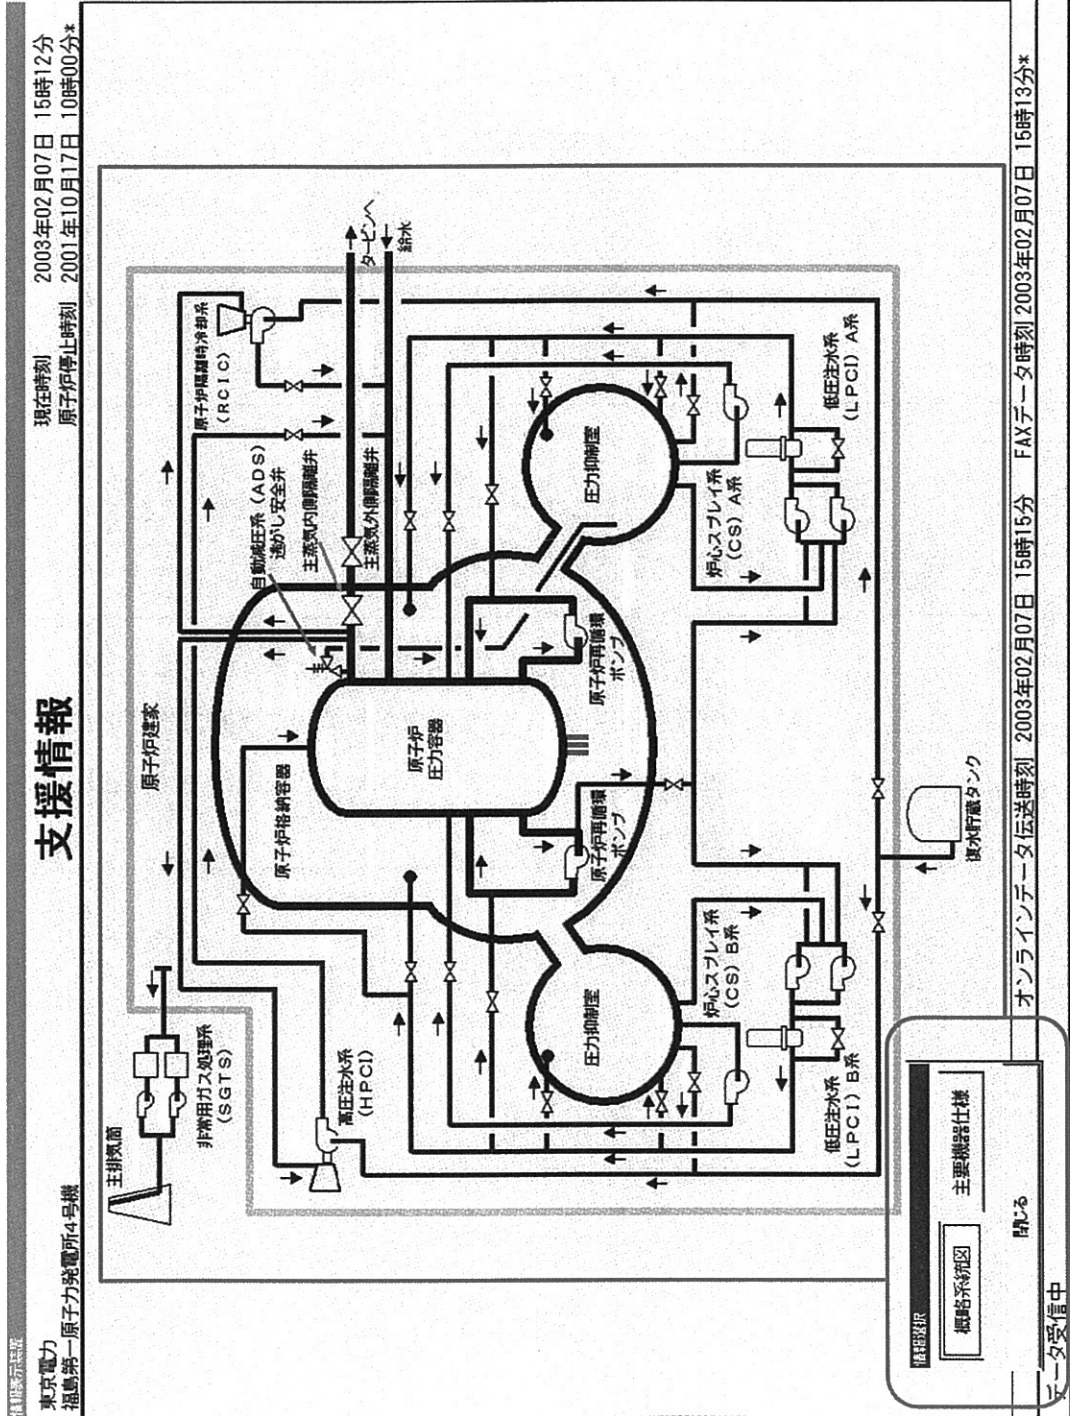 支援情報
東京電力
福島第一原子力発電所4号機
現在時刻 2003年02月07日 15時12分
原子炉停止時刻 2001年10月17日 10時00分*
主排気筒
非常用ガス処理系
(SGTS)
原子炉建家
原子炉隔離時冷却系
(RCIC)
自動減圧系(ADS)
逃がし安全弁
主蒸気内側隔離弁
主蒸気外側隔離弁
タービンへ
給水
高圧注水系
(HPCI)
原子炉格納容器
原子炉
圧力容器
原子炉再循環
ポンプ
原子炉再循環
ポンプ
圧力抑制室
圧力抑制室
炉心スプレイ系
(CS)B系
炉心スプレイ系
(CS)A系
低圧注水系
(LPCI)B系
低圧注水系
(LPCI)A系
復水貯蔵タンク
情報選択
概略系統図
主要機器仕様
閉じる
オンラインデータ伝送時刻 2003年02月07日 15時15分 FAXデータ時刻 2003年02月07日 15時13分*
データ受信中